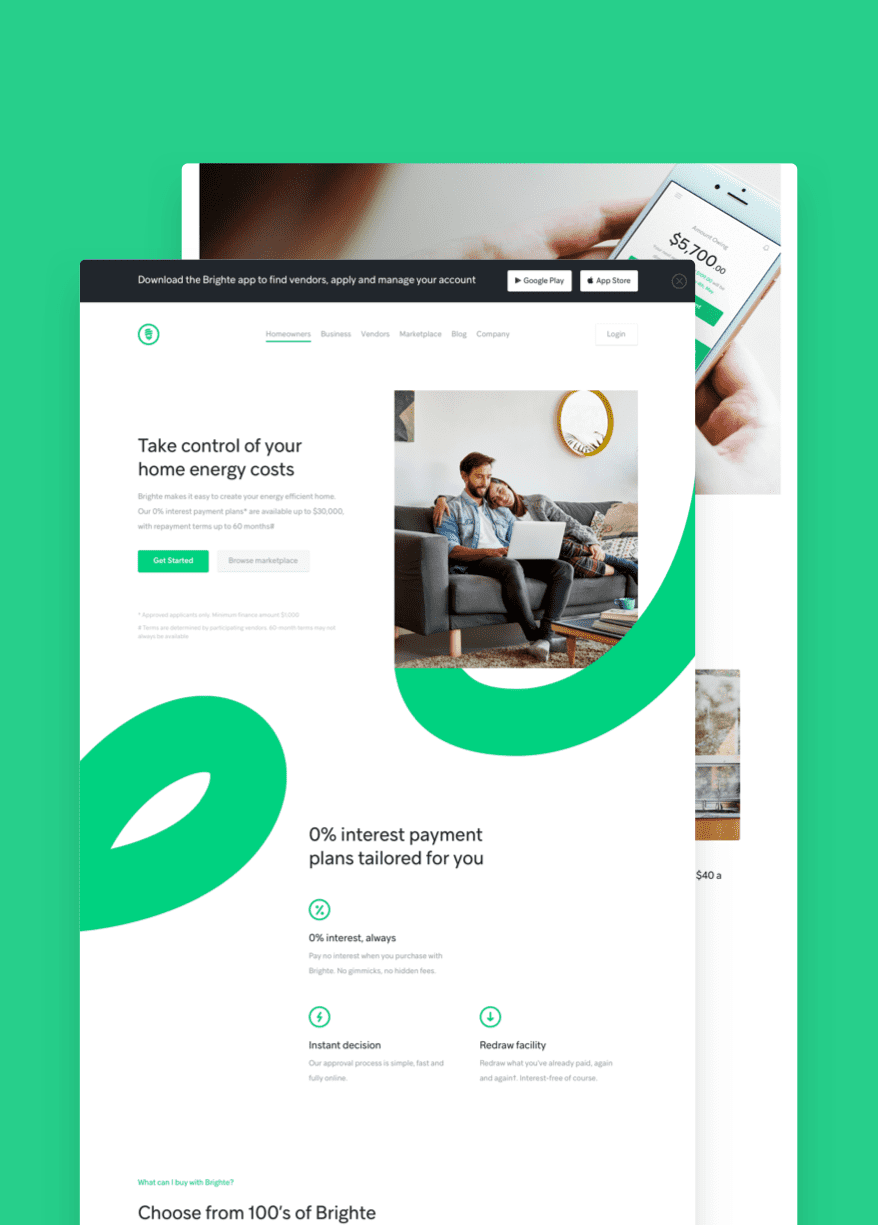 Amount Owing
$5,700.00
Download the Brighte app to find vendors, apply and manage your account
Google Play
App Store
Homeowners Business Vendors Marketplace Blog Company
Login
Take control of your
home energy costs
Brighte makes it easy to create your energy efficient home.
Our 0% interest payment plans* are available up to $30,000,
with repayment terms up to 60 months#
Get Started
Browse marketplace
* Approved applicants only. Minimum finance amount $1,000
# Terms are determined by participating vendors. 60-month terms may not
always be available
0% interest payment
plans tailored for you
$40 a
0% interest, always
Pay no interest when you purchase with
Brighte. No gimmicks, no hidden fees.
Instant decision
Our approval process is simple, fast and
fully online.
Redraw facility
Redraw what you've already paid, again
and again†. Interest-free of course.
What can I buy with Brighte?
Choose from 100's of Brighte